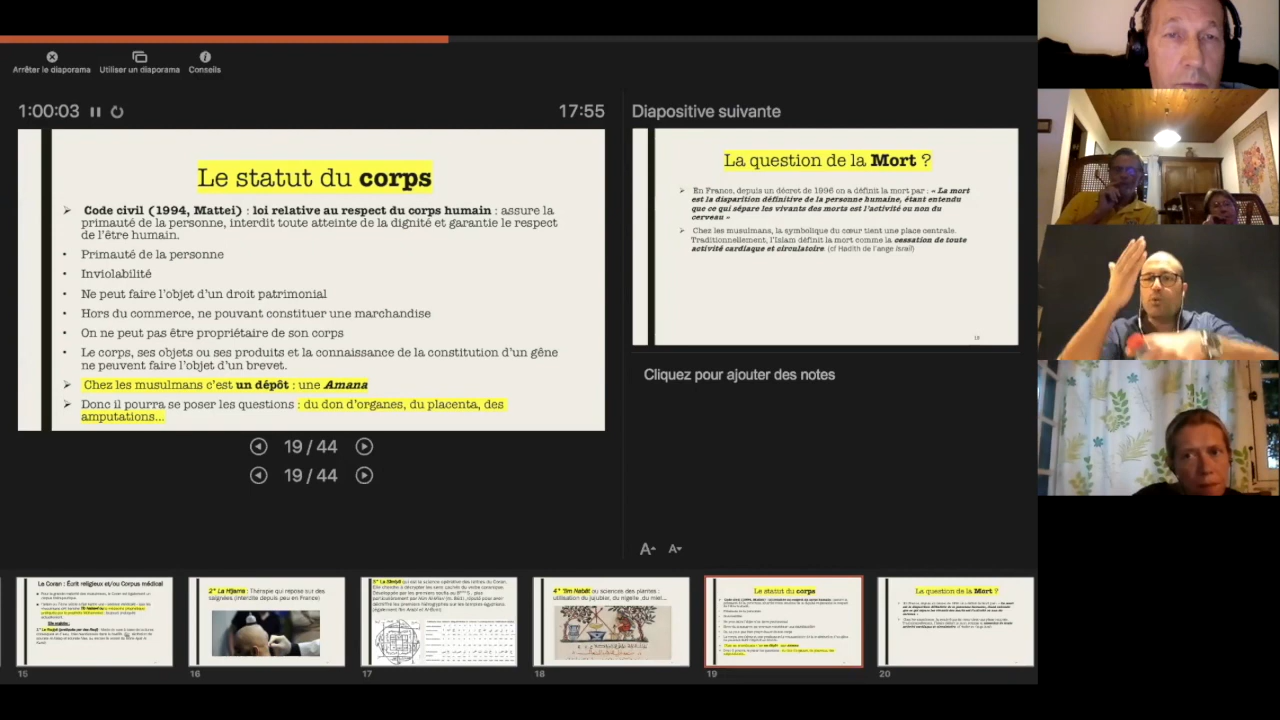 Arrêter le diaporama
Utiliser un diaporama
Conseils
1:00:03
17:55
Le statut du corps
➢ Code civil (1994, Mattei) : loi relative au respect du corps humain : assure la
primauté de la personne, interdit toute atteinte de la dignité et garantie le respect
de l'être humain.
• Primauté de la personne
• Inviolabilité
• Ne peut faire l'objet d'un droit patrimonial
• Hors du commerce, ne pouvant constituer une marchandise
• On ne peut pas être propriétaire de son corps
• Le corps, ses objets ou ses produits et la connaissance de la constitution d'un gêne
ne peuvent faire l'objet d'un brevet.
➢ Chez les musulmans c'est un dépôt : une Amana
➢ Donc il pourra se poser les questions : du don d'organes, du placenta, des
amputations...
19 / 44
19 / 44
Diapositive suivante
La question de la Mort ?
➢ En France, depuis un décret de 1996 on a définit la mort par : « La mort
est la disparition définitive de la personne humaine, étant entendu
que ce qui sépare les vivants des morts est l'activité ou non du
cerveau »
➢ Chez les musulmans, la symbolique du cœur tient une place centrale.
Traditionnellement, l'Islam définit la mort comme la cessation de toute
activité cardiaque et circulatoire. (cf Hadith de l'ange Israïl)
Cliquez pour ajouter des notes
A A
Le Coran : Écrit religieux et/ou Corpus médical
15
2° La Hijama : Thérapie qui repose sur des
saignées (interdite depuis peu en France)
16
17
4° 'Ilm Nabât ou sciences des plantes :
utilisation du jujubier, du nigelle, du miel...
18
Le statut du corps
19
La question de la Mort ?
20